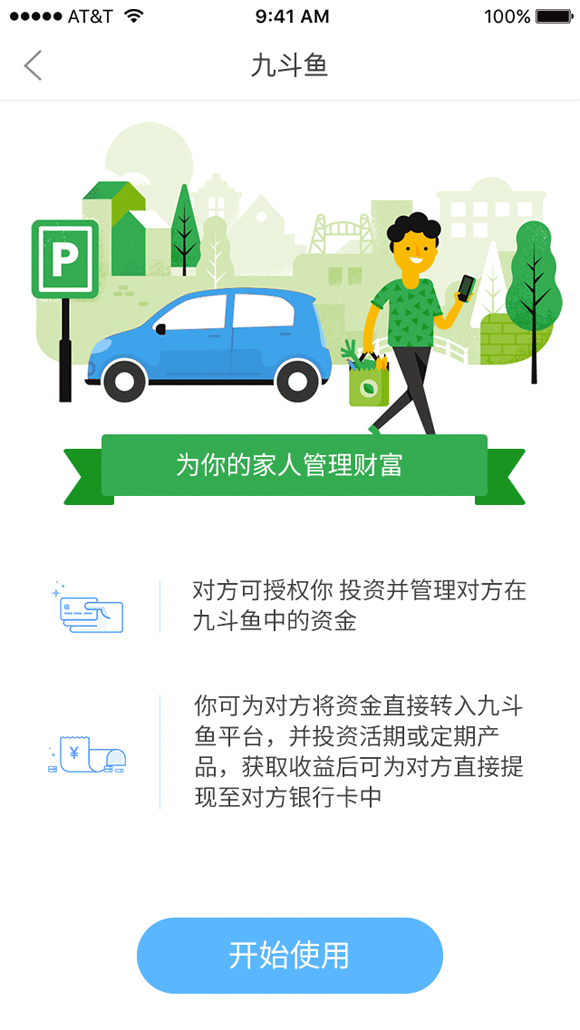 AT&T 9:41 AM 100%
九斗鱼
P
为你的家人管理财富
对方可授权你 投资并管理对方在
九斗鱼中的资金
¥
你可为对方将资金直接转入九斗
鱼平台，并投资活期或定期产
品，获取收益后可为对方直接提
现至对方银行卡中
开始使用